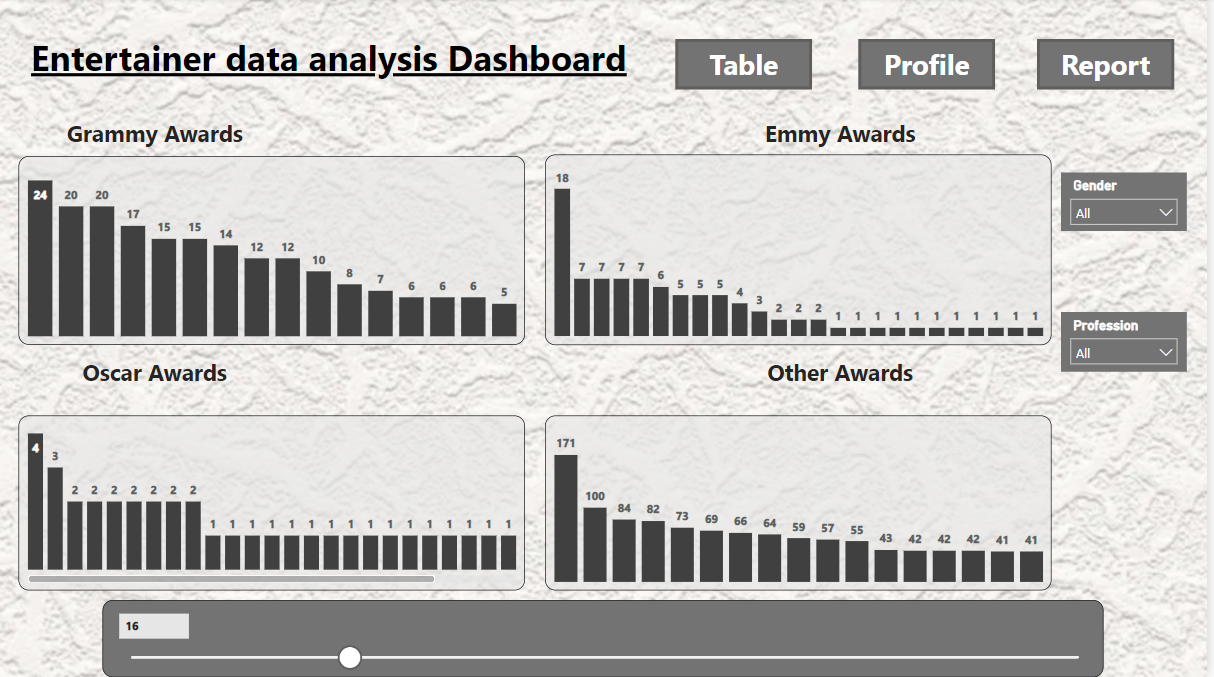 Entertainer data analysis Dashboard
Table
Profile
Report
Grammy Awards
Emmy Awards
24 20 20 17 15 15 14 12 12 10 8 7 6 6 6 5
18 7 7 7 7 6 5 5 5 4 3 2 2 2 1 1 1 1 1 1 1 1 1 1 1
Gender
All
Profession
All
Oscar Awards
Other Awards
4 3 2 2 2 2 2 2 2 1 1 1 1 1 1 1 1 1 1 1 1 1 1 1 1
171 100 84 82 73 69 66 64 59 57 55 43 42 42 42 41 41
16